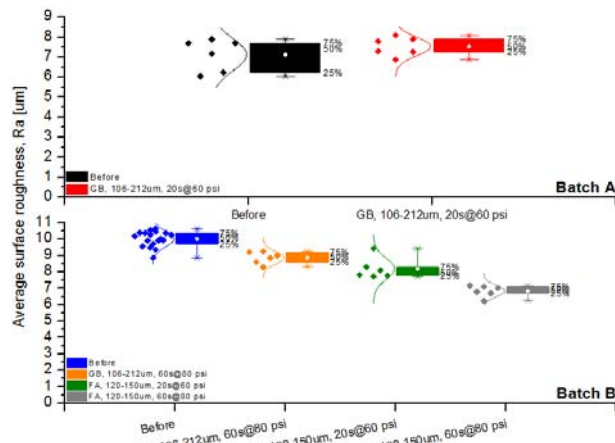 Average surface roughness, Ra [um]
9
8
7
6
5
4
3
2
1
0
75%
50%
25%
75%
50%
25%
Before
GB, 106-212um, 20s@60 psi
Batch A
Before
GB, 106-212um, 20s@60 psi
11
10
9
8
7
6
5
4
3
2
1
0
75%
50%
25%
75%
50%
25%
75%
50%
25%
75%
50%
25%
Before
GB, 106-212um, 60s@80 psi
FA, 120-150um, 20s@60 psi
FA, 120-150um, 60s@80 psi
Batch B
Before
212um, 60s@80 psi
150um, 20s@60 psi
150um, 60s@80 psi